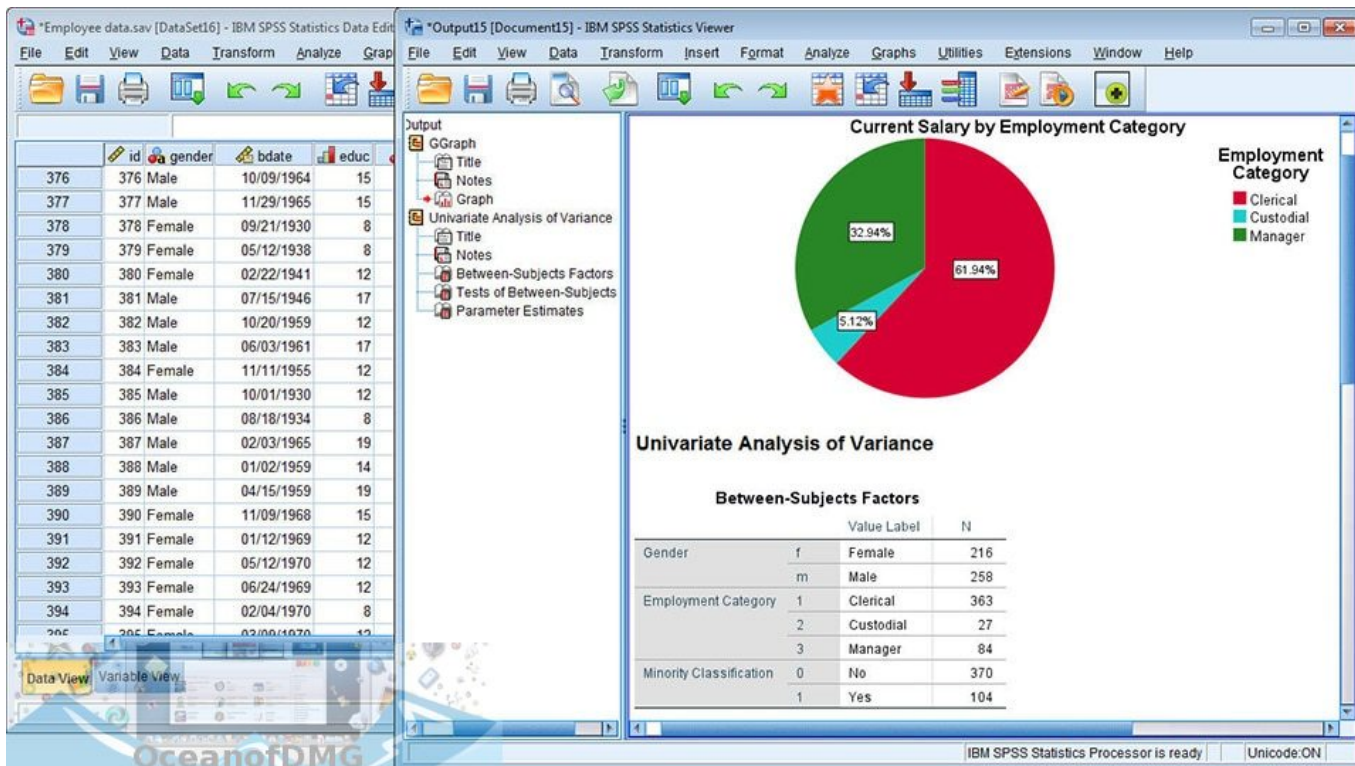 *Employee data.sav [DataSet16] - IBM SPSS Statistics Data Edit
File Edit View Data Transform Analyze Grap
id gender bdate educ
376 376 Male 10/09/1964 15
377 377 Male 11/29/1965 15
378 378 Female 09/21/1930 8
379 379 Female 05/12/1938 8
380 380 Female 02/22/1941 12
381 381 Male 07/15/1946 17
382 382 Male 10/20/1959 12
383 383 Male 06/03/1961 17
384 384 Female 11/11/1955 12
385 385 Male 10/01/1930 12
386 386 Male 08/18/1934 8
387 387 Male 02/03/1965 19
388 388 Male 01/02/1959 14
389 389 Male 04/15/1959 19
390 390 Female 11/09/1968 15
391 391 Female 01/12/1969 12
392 392 Female 05/12/1970 12
393 393 Female 06/24/1969 12
394 394 Female 02/04/1970 8
395 395 Female 03/09/1970 12
Data View Variable View
OceanofDMG
*Output15 [Document15] - IBM SPSS Statistics Viewer
File Edit View Data Transform Insert Format Analyze Graphs Utilities Extensions Window Help
Output
GGraph
Title
Notes
Graph
Univariate Analysis of Variance
Title
Notes
Between-Subjects Factors
Tests of Between-Subjects
Parameter Estimates
Current Salary by Employment Category
Employment
Category
Clerical
Custodial
Manager
32.94%
61.94%
5.12%
Univariate Analysis of Variance
Between-Subjects Factors
Value Label N
Gender f Female 216
m Male 258
Employment Category 1 Clerical 363
2 Custodial 27
3 Manager 84
Minority Classification 0 No 370
1 Yes 104
IBM SPSS Statistics Processor is ready Unicode:ON